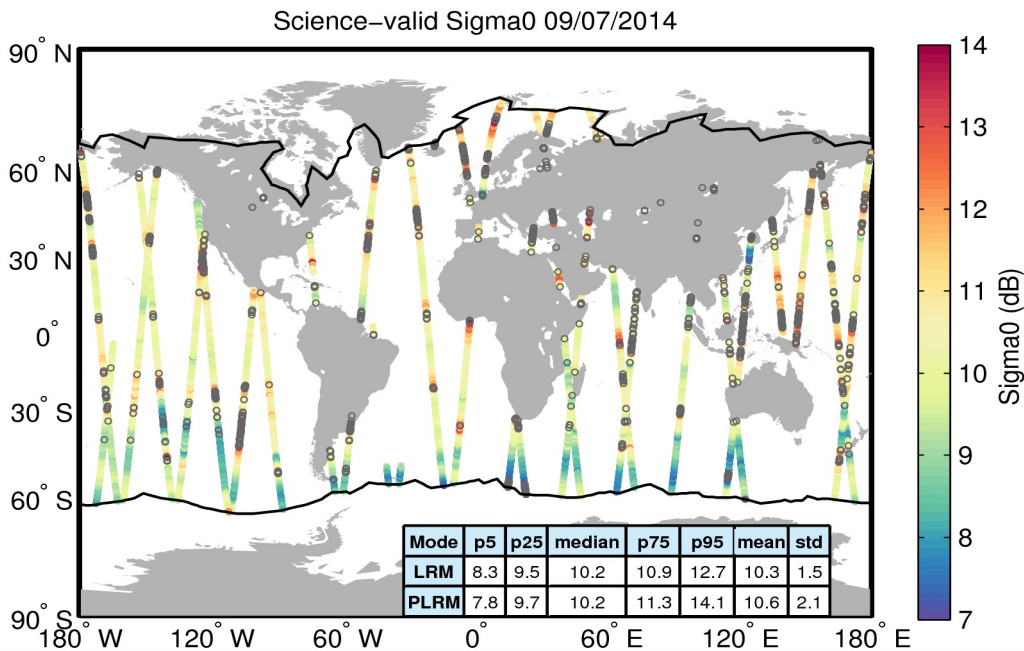 Science−valid Sigma0 09/07/2014
90° N
60° N
30° N
0°
30° S
60° S
90° S
180° W
120° W
60° W
0°
60° E
120° E
180° E
Mode p5 p25 median p75 p95 mean std
LRM 8.3 9.5 10.2 10.9 12.7 10.3 1.5
PLRM 7.8 9.7 10.2 11.3 14.1 10.6 2.1
14
13
12
11
10
9
8
7
Sigma0 (dB)